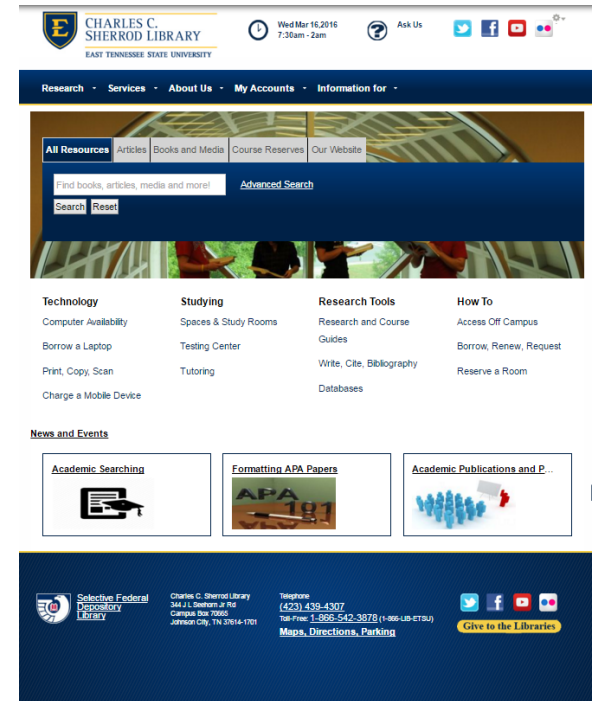 E
CHARLES C.
SHERROD LIBRARY
EAST TENNESSEE STATE UNIVERSITY
Wed Mar 16,2016
7:30am - 2am
?
Ask Us
Research
Services
About Us
My Accounts
Information for
All Resources
Articles
Books and Media
Course Reserves
Our Website
Find books, articles, media and more!
Advanced Search
Search
Reset
Technology
Computer Availability
Borrow a Laptop
Print, Copy, Scan
Charge a Mobile Device
Studying
Spaces & Study Rooms
Testing Center
Tutoring
Research Tools
Research and Course
Guides
Write, Cite, Bibliography
Databases
How To
Access Off Campus
Borrow, Renew, Request
Reserve a Room
News and Events
Academic Searching
Formatting APA Papers
APA
181
Academic Publications and P...
Selective Federal
Depository
Library
Charles C. Sherrod Library
344 J L Seehorn Jr Rd
Campus Box 70665
Johnson City, TN 37614-1701
Telephone
(423) 439-4307
Toll-Free: 1-866-542-3878 (1-866-LIB-ETSU)
Maps, Directions, Parking
Give to the Libraries